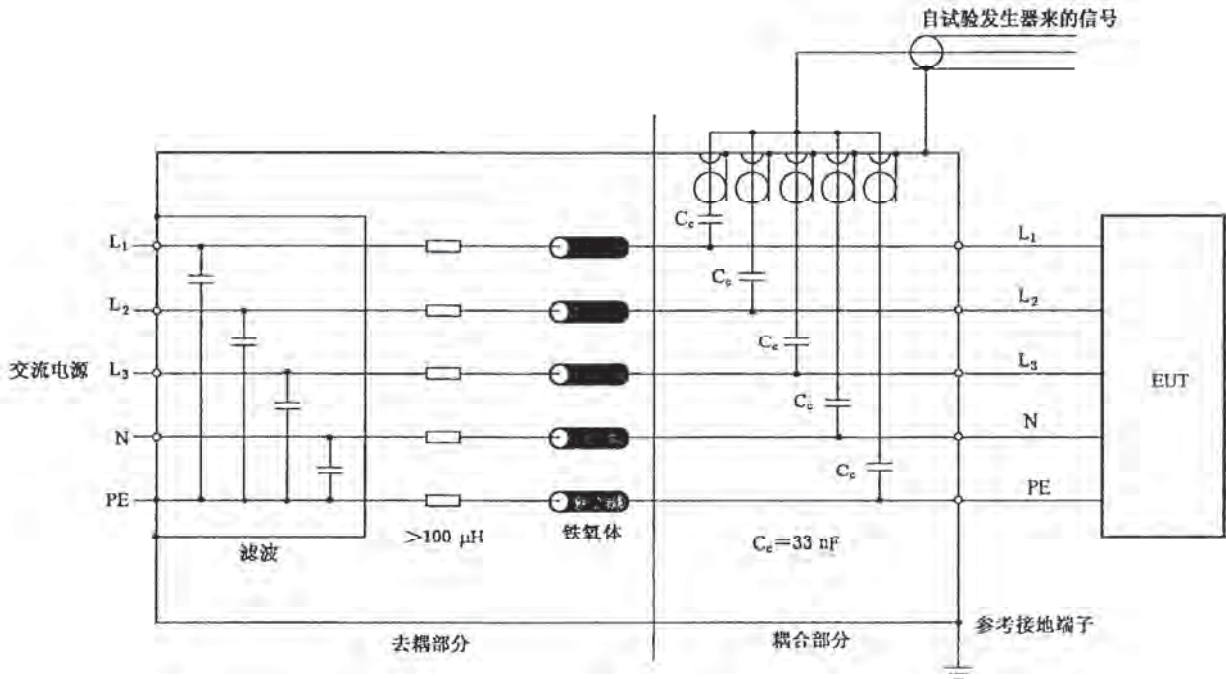 自试验发生器来的信号
Cc
L1
L1
Cc
L2
L2
Cc
交流电源
L3
L3
EUT
Cc
N
N
Cc
PE
PE
>100 μH
铁氧体
Cc=33 nF
滤波
去耦部分
耦合部分
参考接地端子